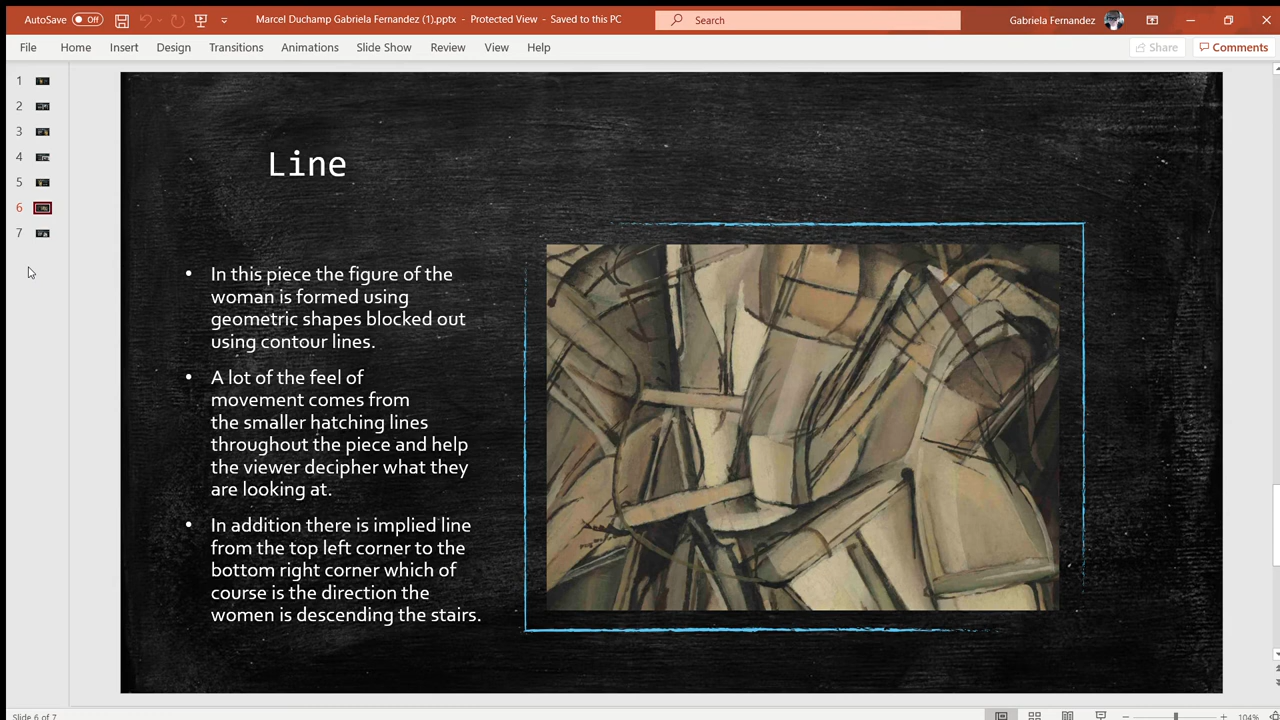 AutoSave Off Marcel Duchamp Gabriela Fernandez (1).pptx - Protected View - Saved to this PC Search Gabriela Fernandez
File Home Insert Design Transitions Animations Slide Show Review View Help Share Comments
1
2
3
4
5
6
7
Line
• In this piece the figure of the
woman is formed using
geometric shapes blocked out
using contour lines.
• A lot of the feel of
movement comes from
the smaller hatching lines
throughout the piece and help
the viewer decipher what they
are looking at.
• In addition there is implied line
from the top left corner to the
bottom right corner which of
course is the direction the
women is descending the stairs.
Slide 6 of 7 104%